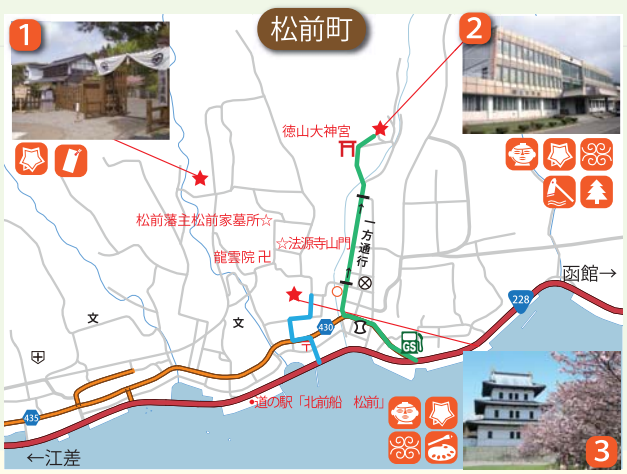 松前町
1
2
徳山大神宮
松前藩主松前家墓所☆
☆法源寺山門
龍雲院卍
一方通行
函館→
228
文
文
430
〒
GS
435
道の駅「北前船 松前」
←江差
3